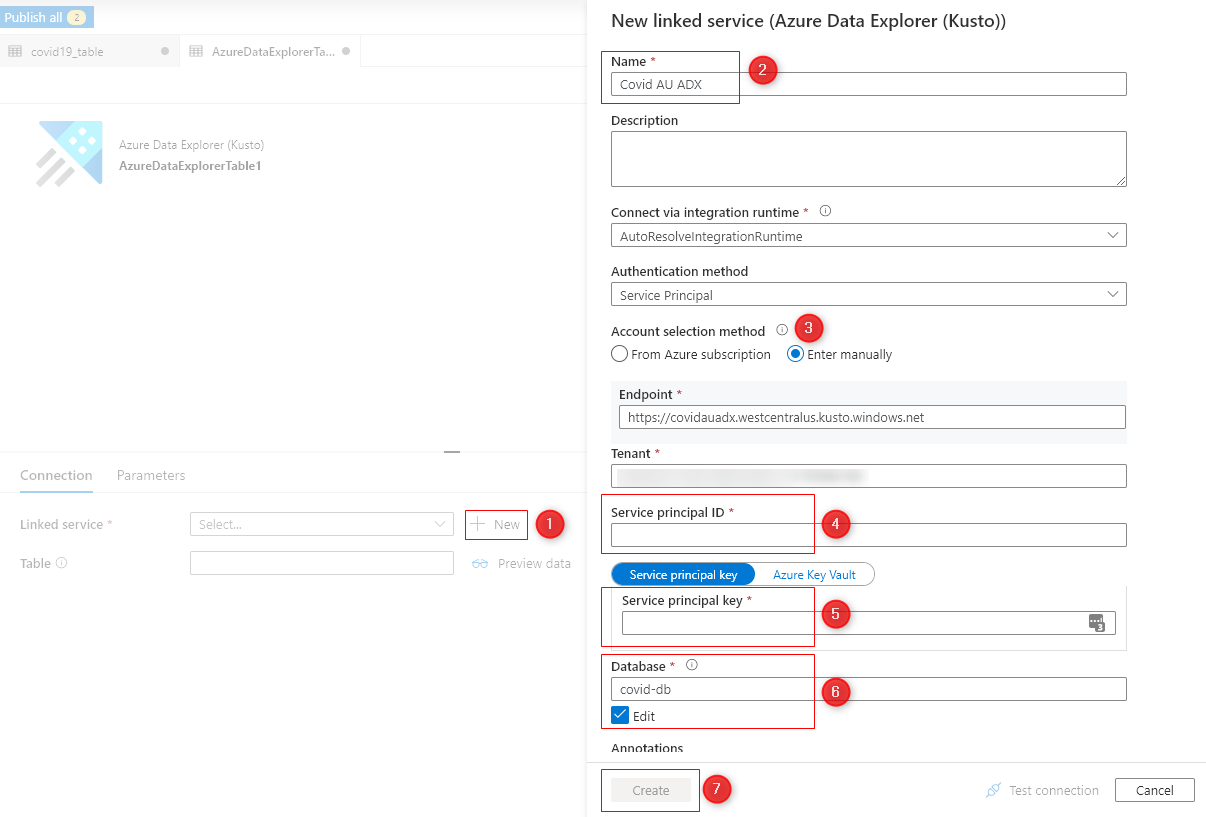 Publish all 2
covid19_table
AzureDataExplorerTa...
Azure Data Explorer (Kusto)
AzureDataExplorerTable1
Connection Parameters
Linked service * Select... New 1
Table Preview data
New linked service (Azure Data Explorer (Kusto))
Name * 2
Covid AU ADX
Description
Connect via integration runtime *
AutoResolveIntegrationRuntime
Authentication method
Service Principal
Account selection method 3
From Azure subscription Enter manually
Endpoint *
https://covidauadx.westcentralus.kusto.windows.net
Tenant *
Service principal ID * 4
Service principal key Azure Key Vault
Service principal key * 5
3
Database * 6
covid-db
Edit
Annotations
Create 7 Test connection Cancel